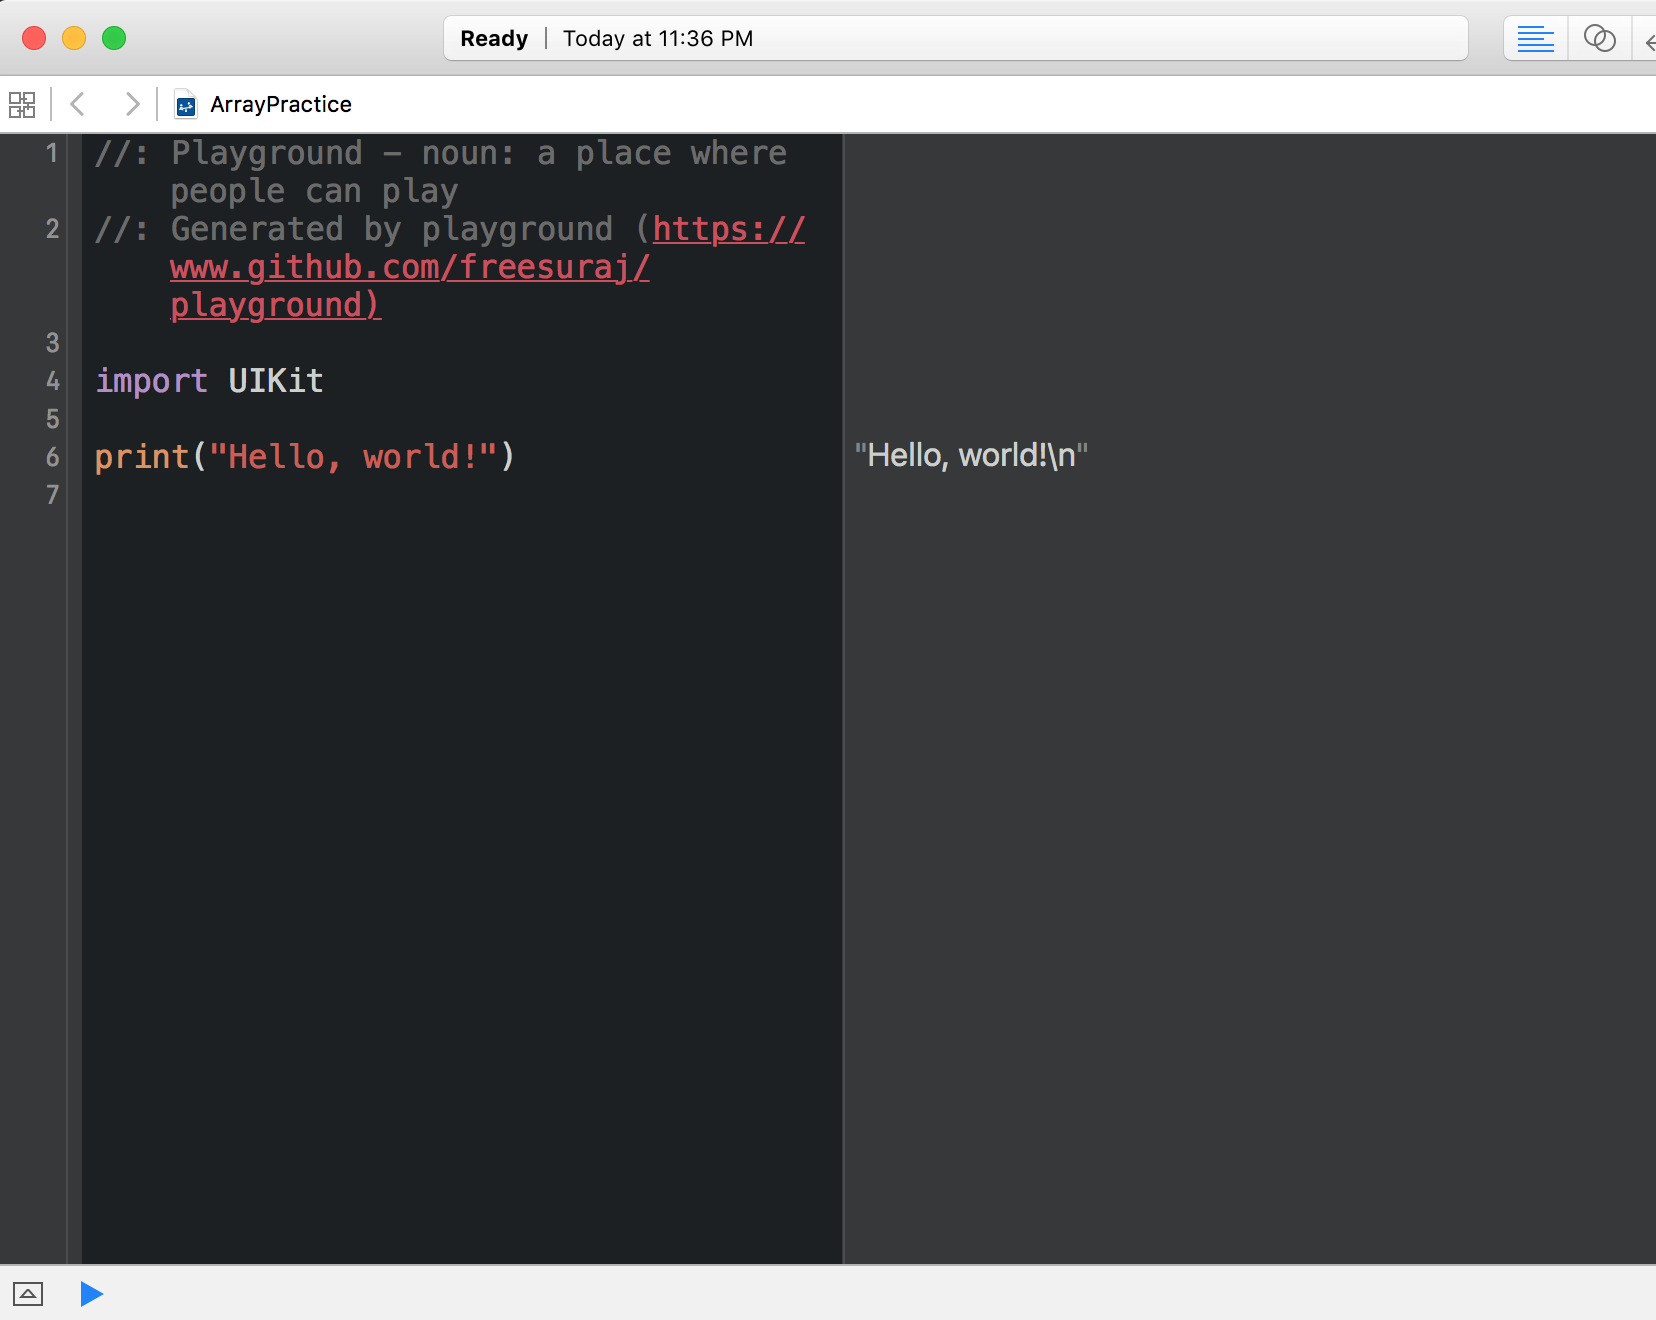 Ready | Today at 11:36 PM
ArrayPractice
1 //: Playground – noun: a place where
people can play
2 //: Generated by playground (https://
www.github.com/freesuraj/
playground)
3
4 import UIKit
5
6 print("Hello, world!") "Hello, world!\n"
7